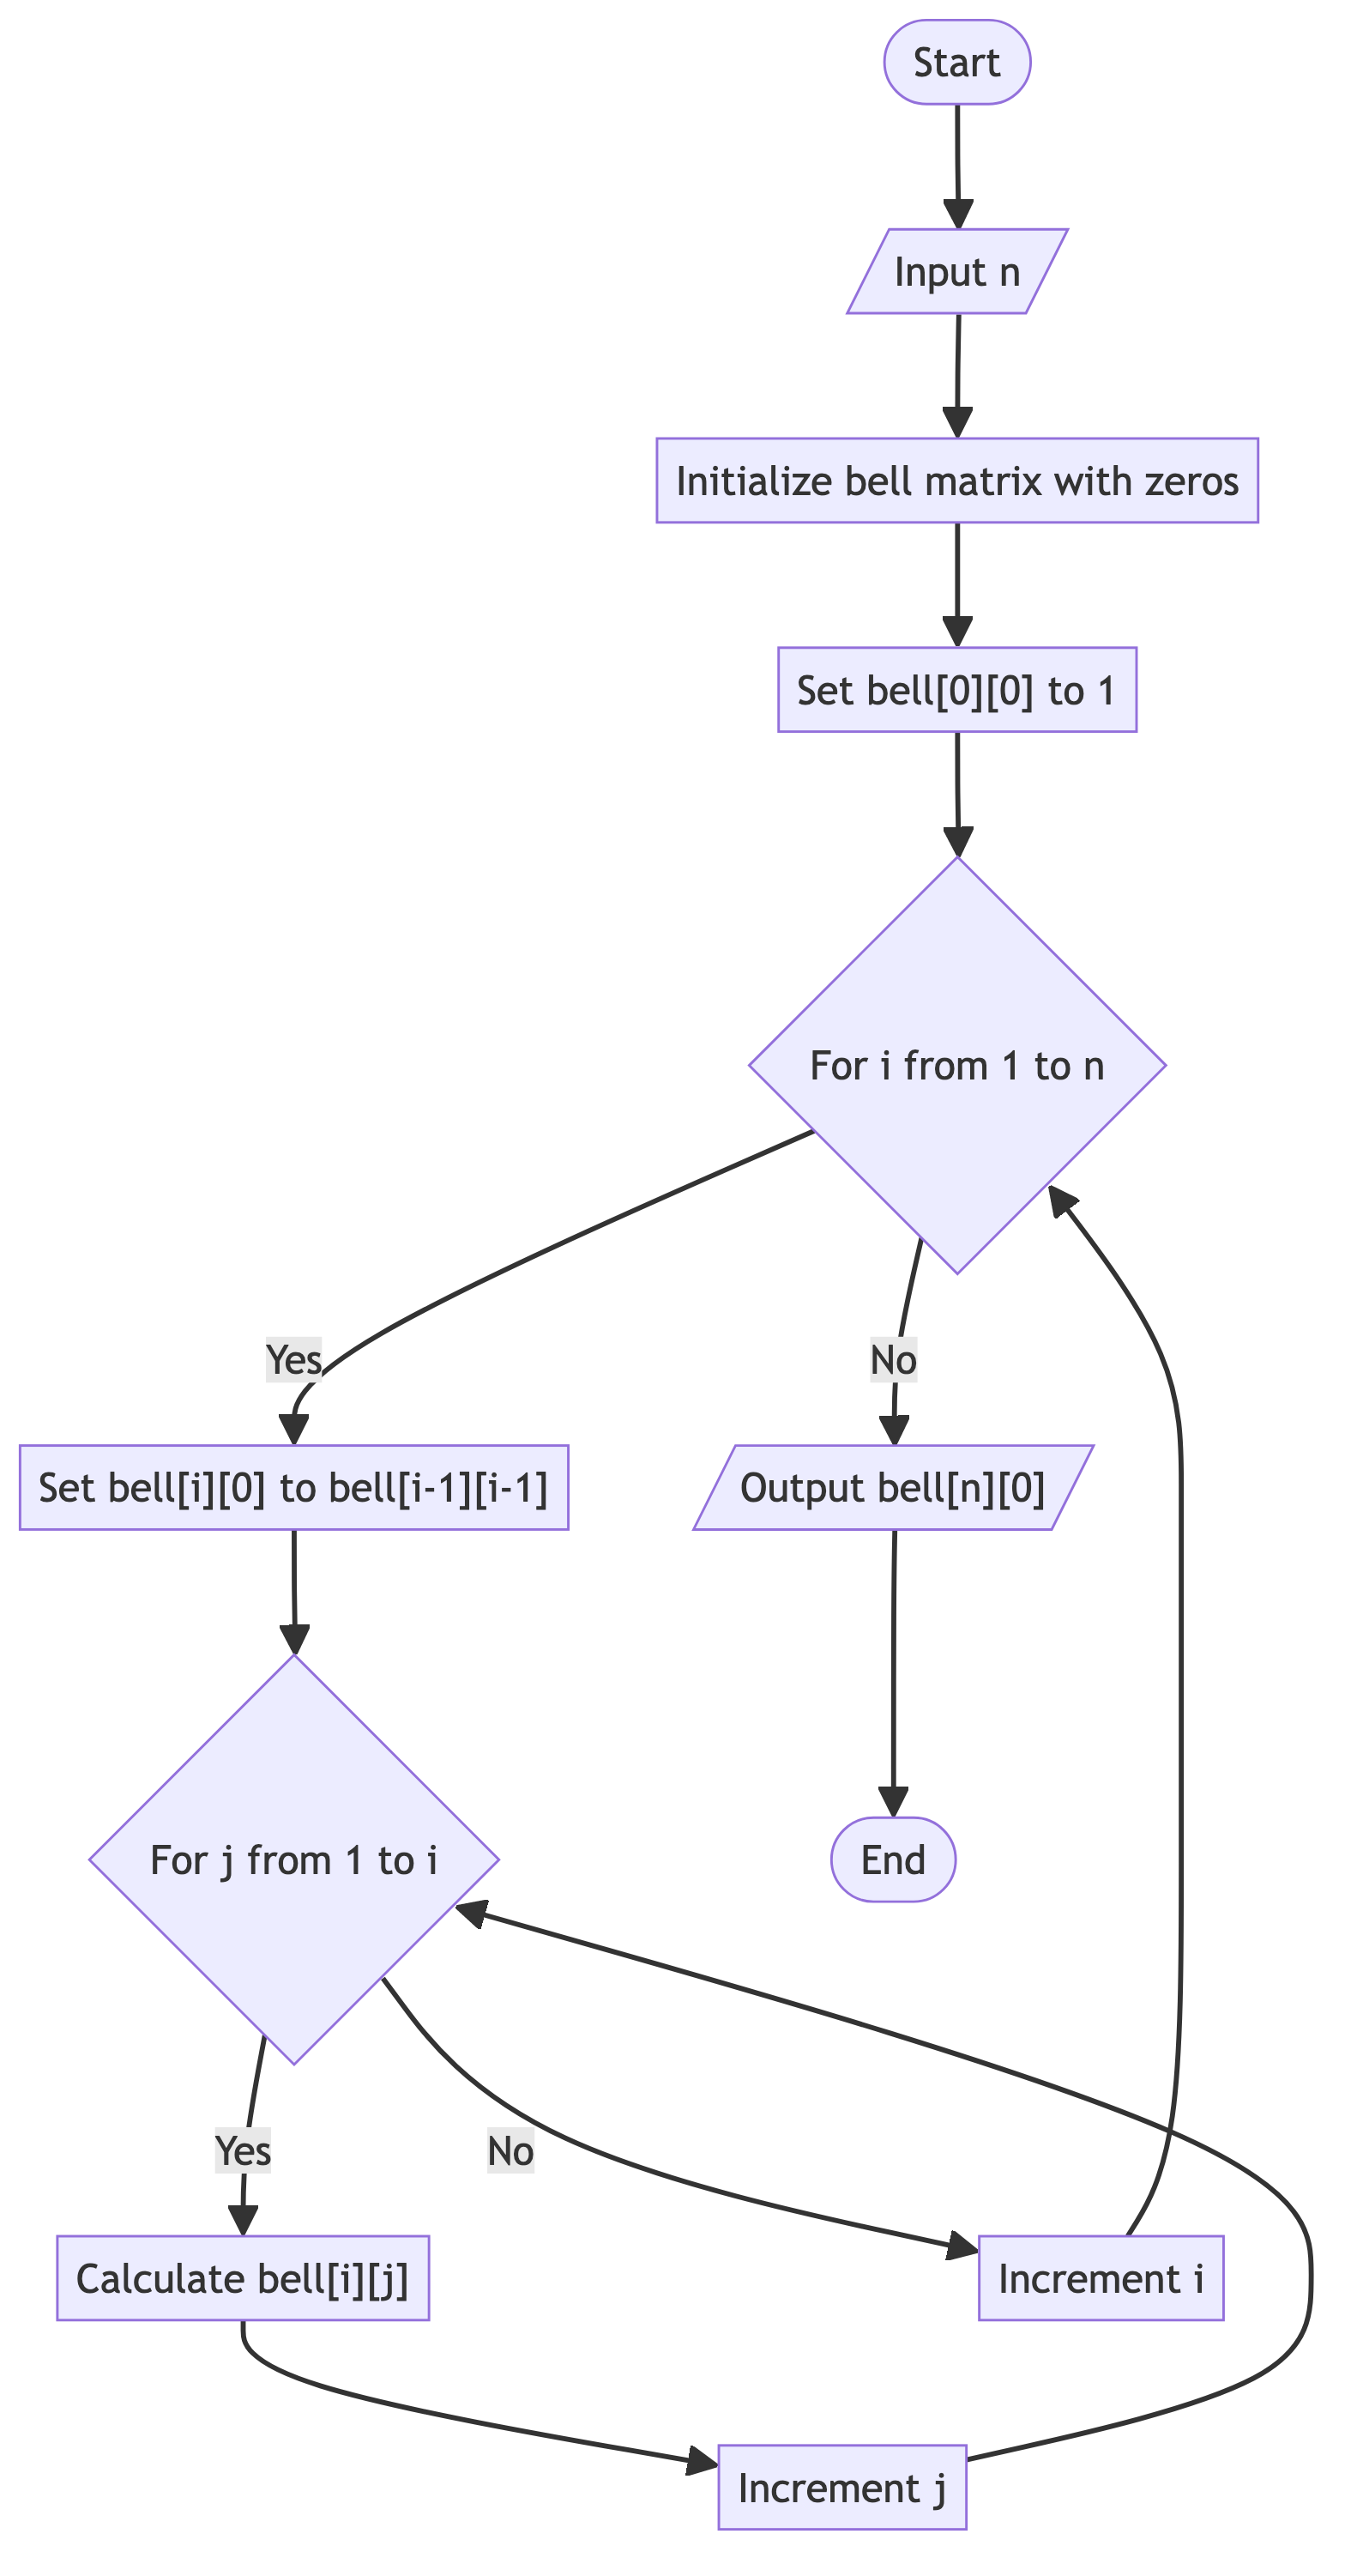 Start
Input n
Initialize bell matrix with zeros
Set bell[0][0] to 1
For i from 1 to n
Yes
No
Set bell[i][0] to bell[i-1][i-1]
Output bell[n][0]
For j from 1 to i
End
Yes
No
Calculate bell[i][j]
Increment i
Increment j